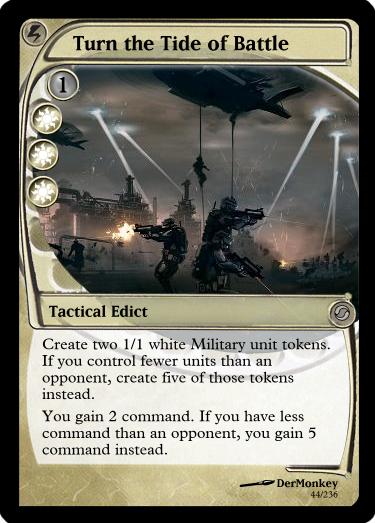 Turn the Tide of Battle
1
Tactical Edict
Create two 1/1 white Military unit tokens.
If you control fewer units than an
opponent, create five of those tokens
instead.
You gain 2 command. If you have less
command than an opponent, you gain 5
command instead.
DerMonkey
44/236